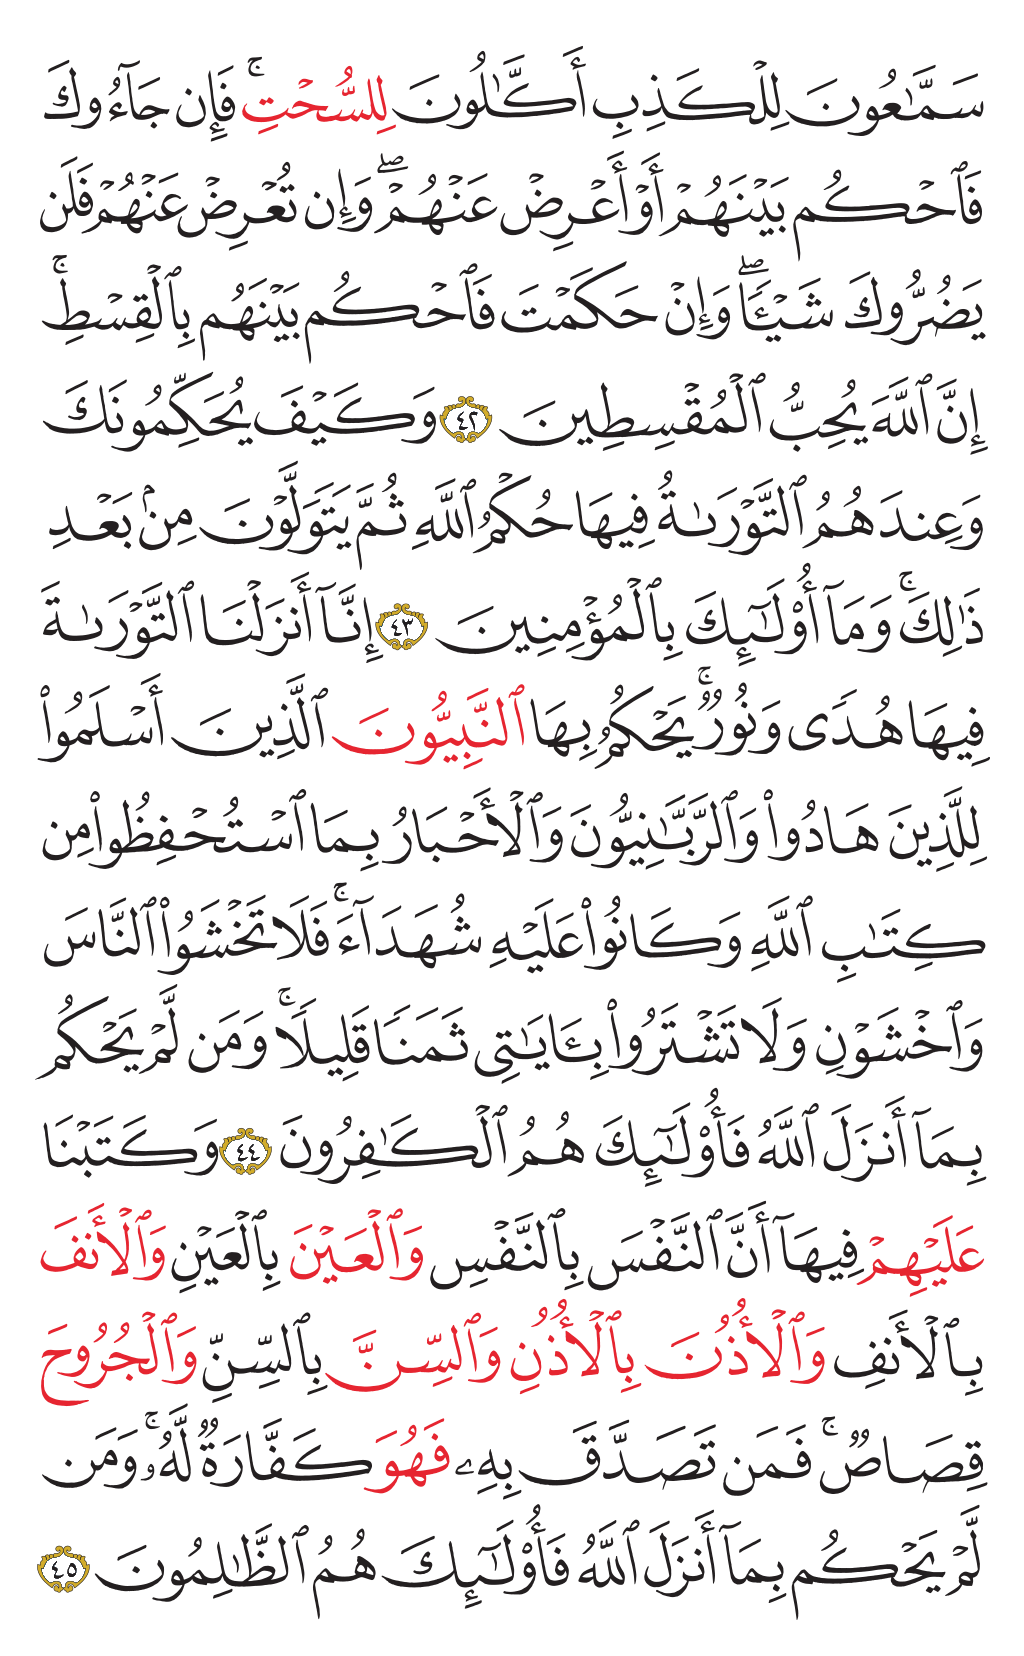 سَمَّٰعُونَ لِلْكَذِبِ أَكَّٰلُونَ لِلسُّحْتِ ۚ فَإِن جَآءُوكَ
فَٱحْكُم بَيْنَهُمْ أَوْ أَعْرِضْ عَنْهُمْ ۖ وَإِن تُعْرِضْ عَنْهُمْ فَلَن
يَضُرُّوكَ شَيْـًٔا ۖ وَإِنْ حَكَمْتَ فَٱحْكُم بَيْنَهُم بِٱلْقِسْطِ ۚ
إِنَّ ٱللَّهَ يُحِبُّ ٱلْمُقْسِطِينَ ٤٢ وَكَيْفَ يُحَكِّمُونَكَ
وَعِندَهُمُ ٱلتَّوْرَىٰةُ فِيهَا حُكْمُ ٱللَّهِ ثُمَّ يَتَوَلَّوْنَ مِنۢ بَعْدِ
ذَٰلِكَ ۚ وَمَآ أُو۟لَـٰٓئِكَ بِٱلْمُؤْمِنِينَ ٤٣ إِنَّآ أَنزَلْنَا ٱلتَّوْرَىٰةَ
فِيهَا هُدًى وَنُورٌ ۚ يَحْكُمُ بِهَا ٱلنَّبِيُّونَ ٱلَّذِينَ أَسْلَمُوا۟
لِلَّذِينَ هَادُوا۟ وَٱلرَّبَّـٰنِيُّونَ وَٱلْأَحْبَارُ بِمَا ٱسْتُحْفِظُوا۟ مِن
كِتَـٰبِ ٱللَّهِ وَكَانُوا۟ عَلَيْهِ شُهَدَآءَ ۚ فَلَا تَخْشَوُا۟ ٱلنَّاسَ
وَٱخْشَوْنِ وَلَا تَشْتَرُوا۟ بِـَٔايَـٰتِى ثَمَنًا قَلِيلًا ۚ وَمَن لَّمْ يَحْكُم
بِمَآ أَنزَلَ ٱللَّهُ فَأُو۟لَـٰٓئِكَ هُمُ ٱلْكَـٰفِرُونَ ٤٤ وَكَتَبْنَا
عَلَيْهِمْ فِيهَآ أَنَّ ٱلنَّفْسَ بِٱلنَّفْسِ وَٱلْعَيْنَ بِٱلْعَيْنِ وَٱلْأَنفَ
بِٱلْأَنفِ وَٱلْأُذُنَ بِٱلْأُذُنِ وَٱلسِّنَّ بِٱلسِّنِّ وَٱلْجُرُوحَ
قِصَاصٌ ۚ فَمَن تَصَدَّقَ بِهِۦ فَهُوَ كَفَّارَةٌ لَّهُۥ ۚ وَمَن
لَّمْ يَحْكُم بِمَآ أَنزَلَ ٱللَّهُ فَأُو۟لَـٰٓئِكَ هُمُ ٱلظَّـٰلِمُونَ ٤٥